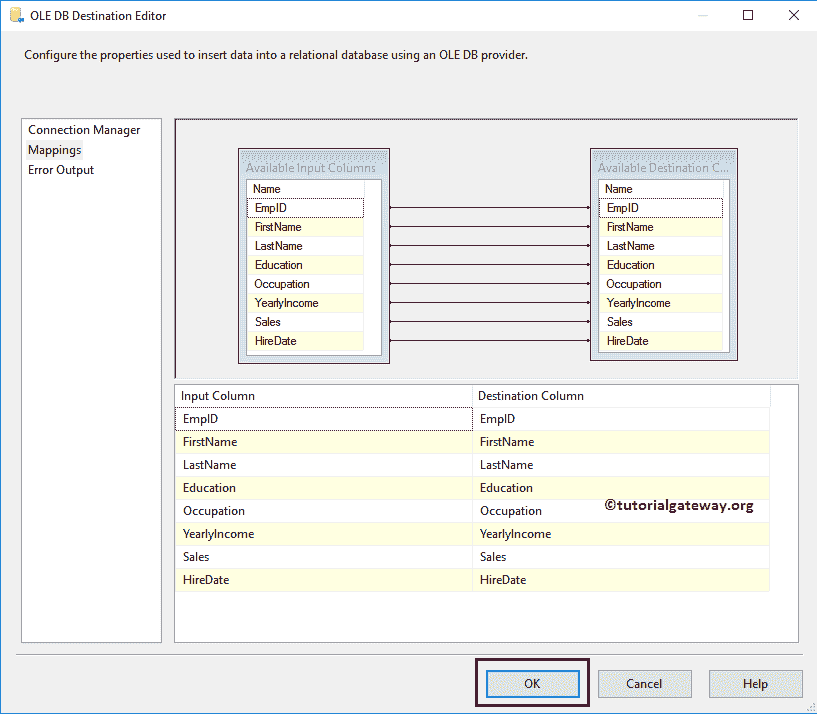 OLE DB Destination Editor
Configure the properties used to insert data into a relational database using an OLE DB provider.
Connection Manager
Mappings
Error Output
Available Input Columns
Name
EmpID
FirstName
LastName
Education
Occupation
YearlyIncome
Sales
HireDate
Available Destination C...
Name
EmpID
FirstName
LastName
Education
Occupation
YearlyIncome
Sales
HireDate
Input Column Destination Column
EmpID EmpID
FirstName FirstName
LastName LastName
Education Education
Occupation Occupation
©tutorialgateway.org
YearlyIncome YearlyIncome
Sales Sales
HireDate HireDate
OK Cancel Help